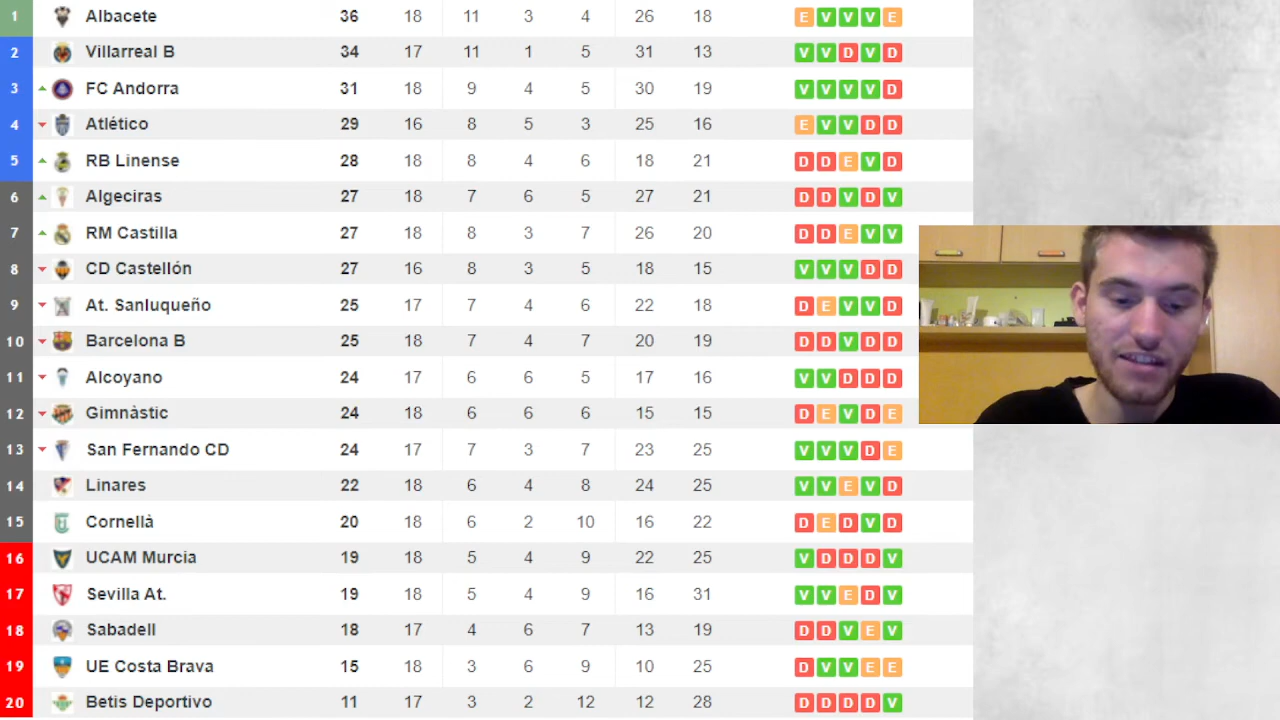 1 Albacete 36 18 11 3 4 26 18 E V V V E
2 Villarreal B 34 17 11 1 5 31 13 V V D V D
3 FC Andorra 31 18 9 4 5 30 19 V V V V D
4 Atlético 29 16 8 5 3 25 16 E V V D D
5 RB Linense 28 18 8 4 6 18 21 D D E V D
6 Algeciras 27 18 7 6 5 27 21 D D V D V
7 RM Castilla 27 18 8 3 7 26 20 D D E V V
8 CD Castellón 27 16 8 3 5 18 15 V V V D D
9 At. Sanluqueño 25 17 7 4 6 22 18 D E V V D
10 Barcelona B 25 18 7 4 7 20 19 D D V D D
11 Alcoyano 24 17 6 6 5 17 16 V V D D D
12 Gimnàstic 24 18 6 6 6 15 15 D E V D E
13 San Fernando CD 24 17 7 3 7 23 25 V V V D E
14 Linares 22 18 6 4 8 24 25 V V E V D
15 Cornellà 20 18 6 2 10 16 22 D E D V D
16 UCAM Murcia 19 18 5 4 9 22 25 V D D D V
17 Sevilla At. 19 18 5 4 9 16 31 V V E D V
18 Sabadell 18 17 4 6 7 13 19 D D V E V
19 UE Costa Brava 15 18 3 6 9 10 25 D V V E E
20 Betis Deportivo 11 17 3 2 12 12 28 D D D D V